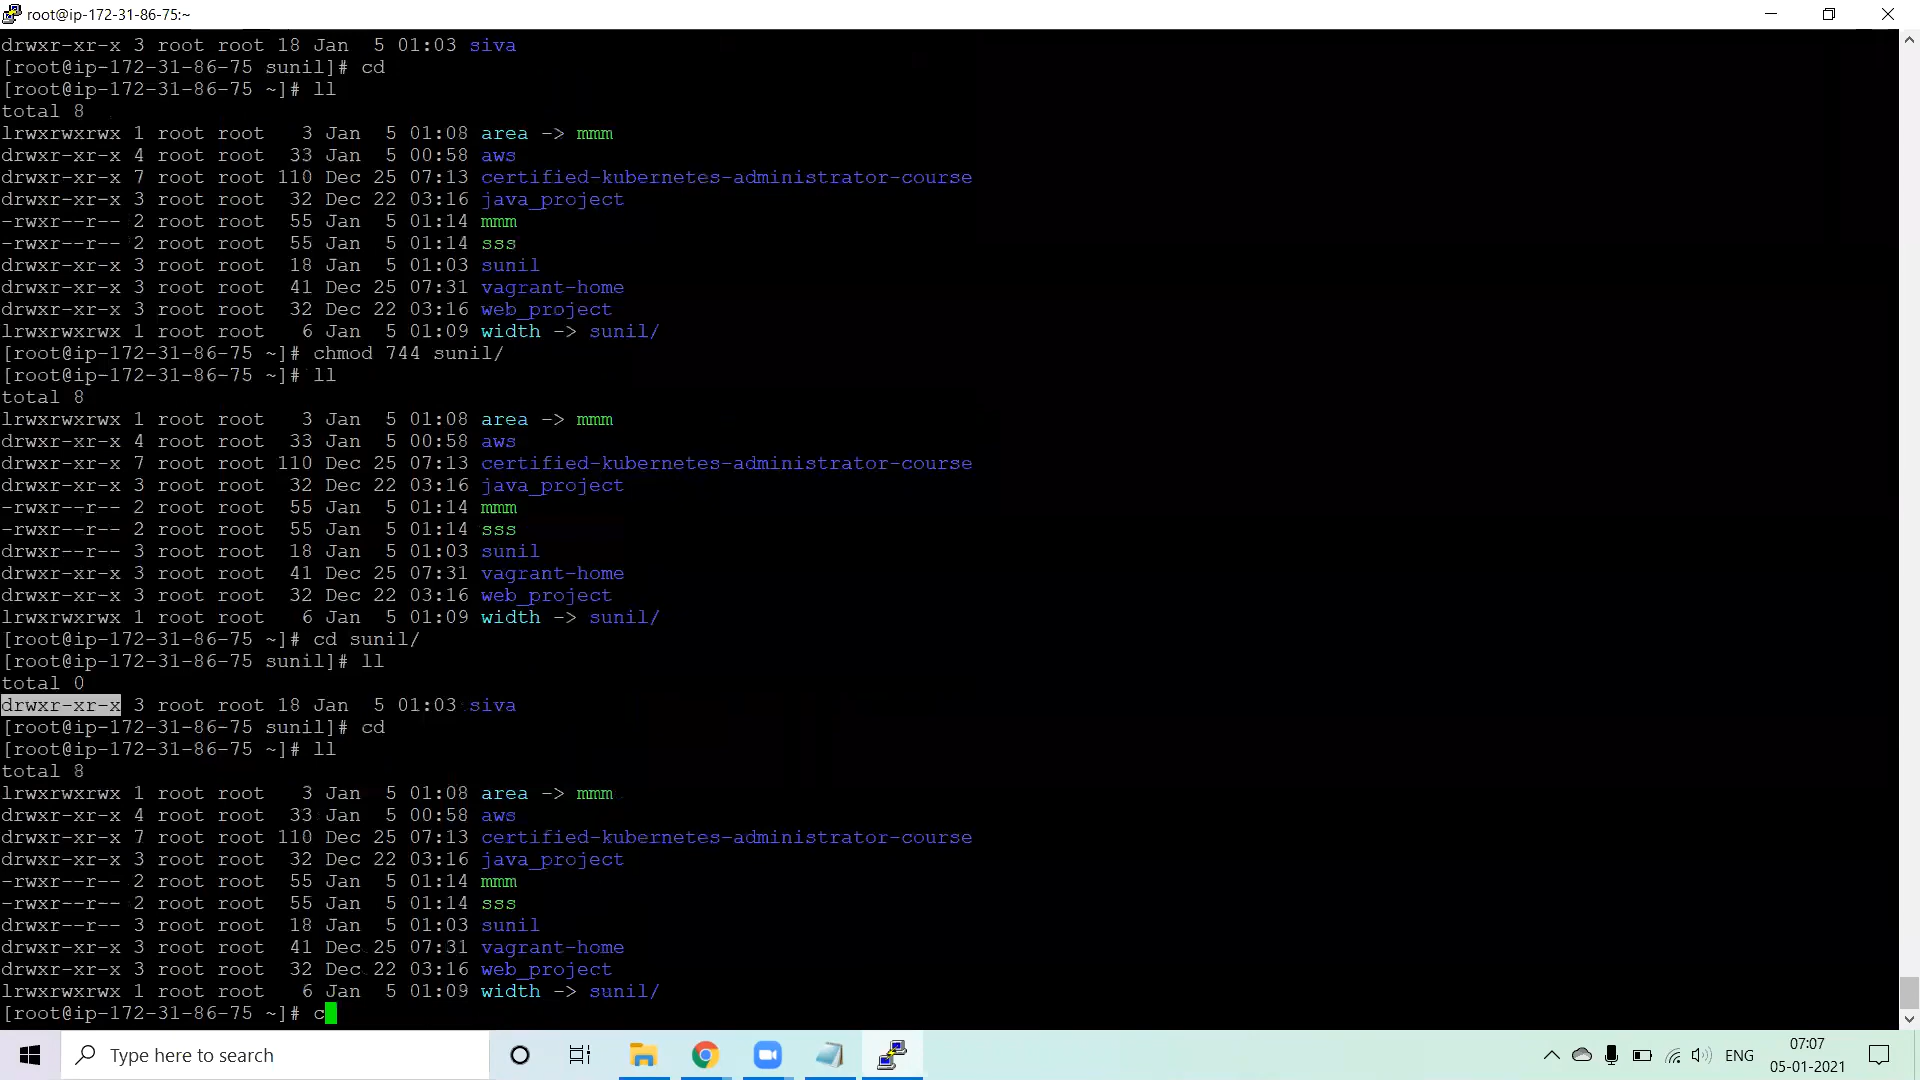 root@ip-172-31-86-75:~
drwxr-xr-x 3 root root 18 Jan  5 01:03 siva
[root@ip-172-31-86-75 sunil]# cd
[root@ip-172-31-86-75 ~]# ll
total 8
lrwxrwxrwx 1 root root   3 Jan  5 01:08 area -> mmm
drwxr-xr-x 4 root root  33 Jan  5 00:58 aws
drwxr-xr-x 7 root root 110 Dec 25 07:13 certified-kubernetes-administrator-course
drwxr-xr-x 3 root root  32 Dec 22 03:16 java_project
-rwxr--r-- 2 root root  55 Jan  5 01:14 mmm
-rwxr--r-- 2 root root  55 Jan  5 01:14 sss
drwxr-xr-x 3 root root  18 Jan  5 01:03 sunil
drwxr-xr-x 3 root root  41 Dec 25 07:31 vagrant-home
drwxr-xr-x 3 root root  32 Dec 22 03:16 web_project
lrwxrwxrwx 1 root root   6 Jan  5 01:09 width -> sunil/
[root@ip-172-31-86-75 ~]# chmod 744 sunil/
[root@ip-172-31-86-75 ~]# ll
total 8
lrwxrwxrwx 1 root root   3 Jan  5 01:08 area -> mmm
drwxr-xr-x 4 root root  33 Jan  5 00:58 aws
drwxr-xr-x 7 root root 110 Dec 25 07:13 certified-kubernetes-administrator-course
drwxr-xr-x 3 root root  32 Dec 22 03:16 java_project
-rwxr--r-- 2 root root  55 Jan  5 01:14 mmm
-rwxr--r-- 2 root root  55 Jan  5 01:14 sss
drwxr--r-- 3 root root  18 Jan  5 01:03 sunil
drwxr-xr-x 3 root root  41 Dec 25 07:31 vagrant-home
drwxr-xr-x 3 root root  32 Dec 22 03:16 web_project
lrwxrwxrwx 1 root root   6 Jan  5 01:09 width -> sunil/
[root@ip-172-31-86-75 ~]# cd sunil/
[root@ip-172-31-86-75 sunil]# ll
total 0
drwxr-xr-x 3 root root 18 Jan  5 01:03 siva
[root@ip-172-31-86-75 sunil]# cd
[root@ip-172-31-86-75 ~]# ll
total 8
lrwxrwxrwx 1 root root   3 Jan  5 01:08 area -> mmm
drwxr-xr-x 4 root root  33 Jan  5 00:58 aws
drwxr-xr-x 7 root root 110 Dec 25 07:13 certified-kubernetes-administrator-course
drwxr-xr-x 3 root root  32 Dec 22 03:16 java_project
-rwxr--r-- 2 root root  55 Jan  5 01:14 mmm
-rwxr--r-- 2 root root  55 Jan  5 01:14 sss
drwxr--r-- 3 root root  18 Jan  5 01:03 sunil
drwxr-xr-x 3 root root  41 Dec 25 07:31 vagrant-home
drwxr-xr-x 3 root root  32 Dec 22 03:16 web_project
lrwxrwxrwx 1 root root   6 Jan  5 01:09 width -> sunil/
[root@ip-172-31-86-75 ~]# c
Type here to search
ENG
07:07
05-01-2021